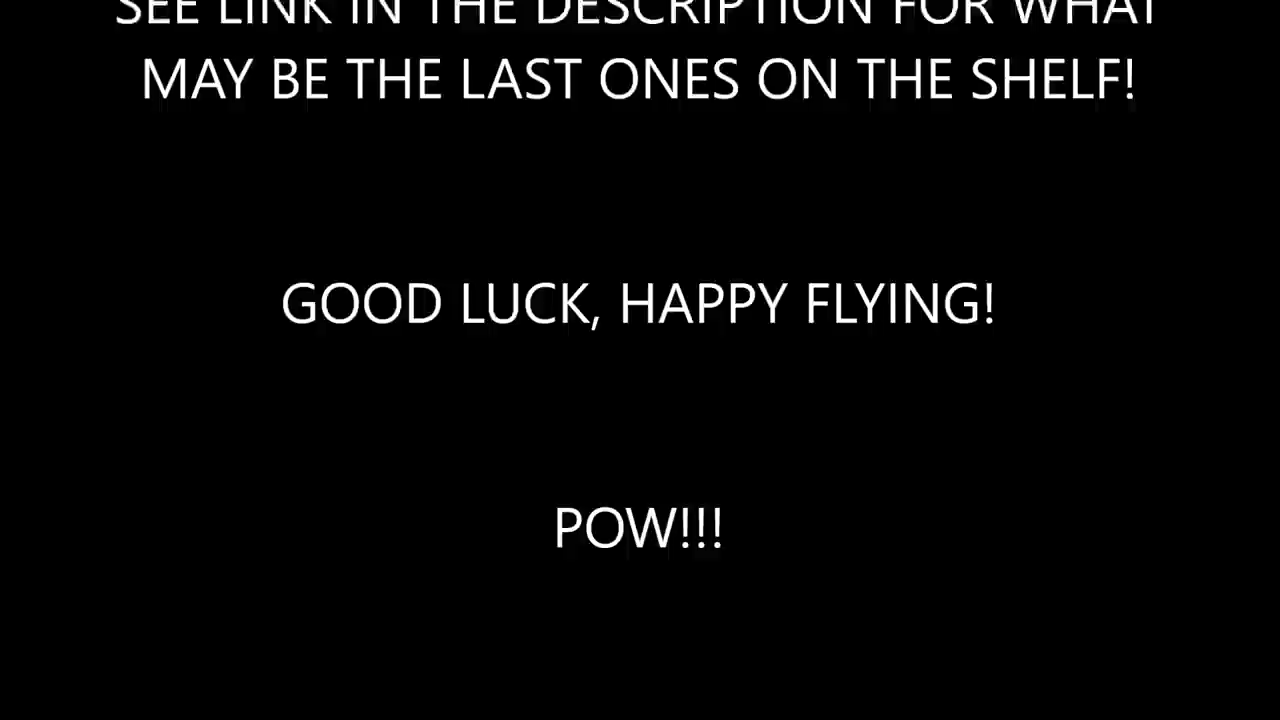 SEE LINK IN THE DESCRIPTION FOR WHAT
MAY BE THE LAST ONES ON THE SHELF!
GOOD LUCK, HAPPY FLYING!
POW!!!